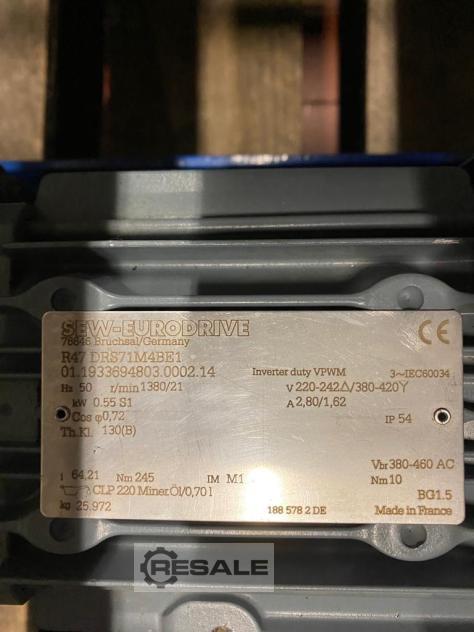 SEW-EURODRIVE
76646 Bruchsal/Germany
R47 DRS71M4BE1
01.1933694803.0002.14 Inverter duty VPWM 3~IEC60034
Hz 50 r/min 1380/21 V 220-242△/380-420Y
kW 0.55 S1 A 2,80/1,62
Cos φ 0,72 IP 54
Th.Kl. 130(B)
Vbr 380-460 AC
i 64,21 Nm 245 IM M1 Nm 10
CLP 220 Miner.Öl/0,70 l BG1.5
kg 25.972 188 578 2 DE Made in France
CE
RESALE